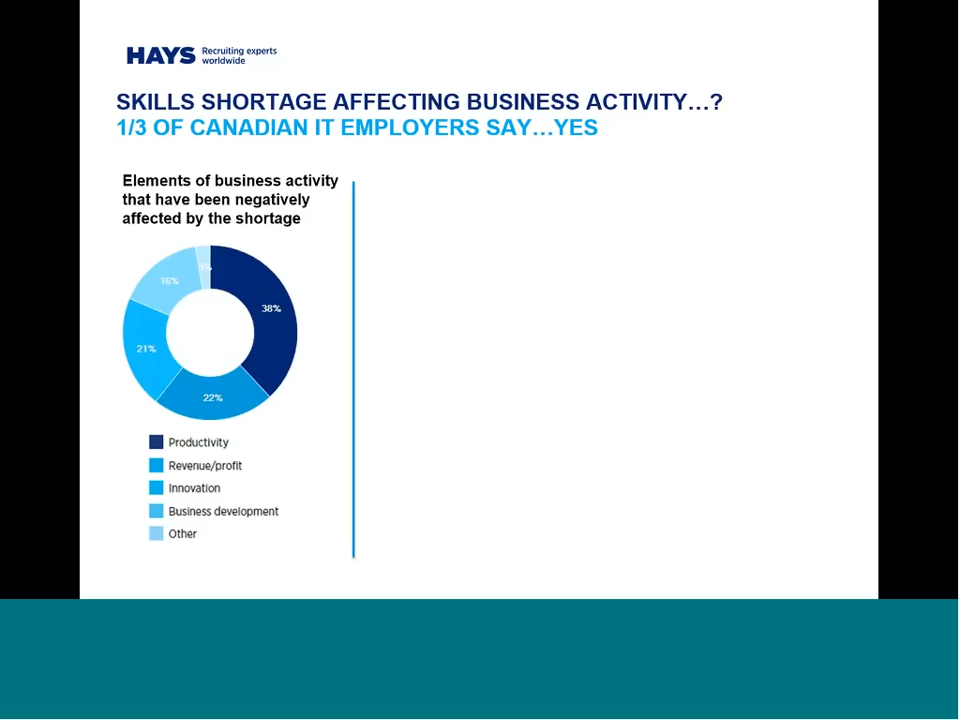 HAYS Recruiting experts
worldwide
SKILLS SHORTAGE AFFECTING BUSINESS ACTIVITY…?
1/3 OF CANADIAN IT EMPLOYERS SAY…YES
Elements of business activity
that have been negatively
affected by the shortage
16%
38%
21%
22%
Productivity
Revenue/profit
Innovation
Business development
Other